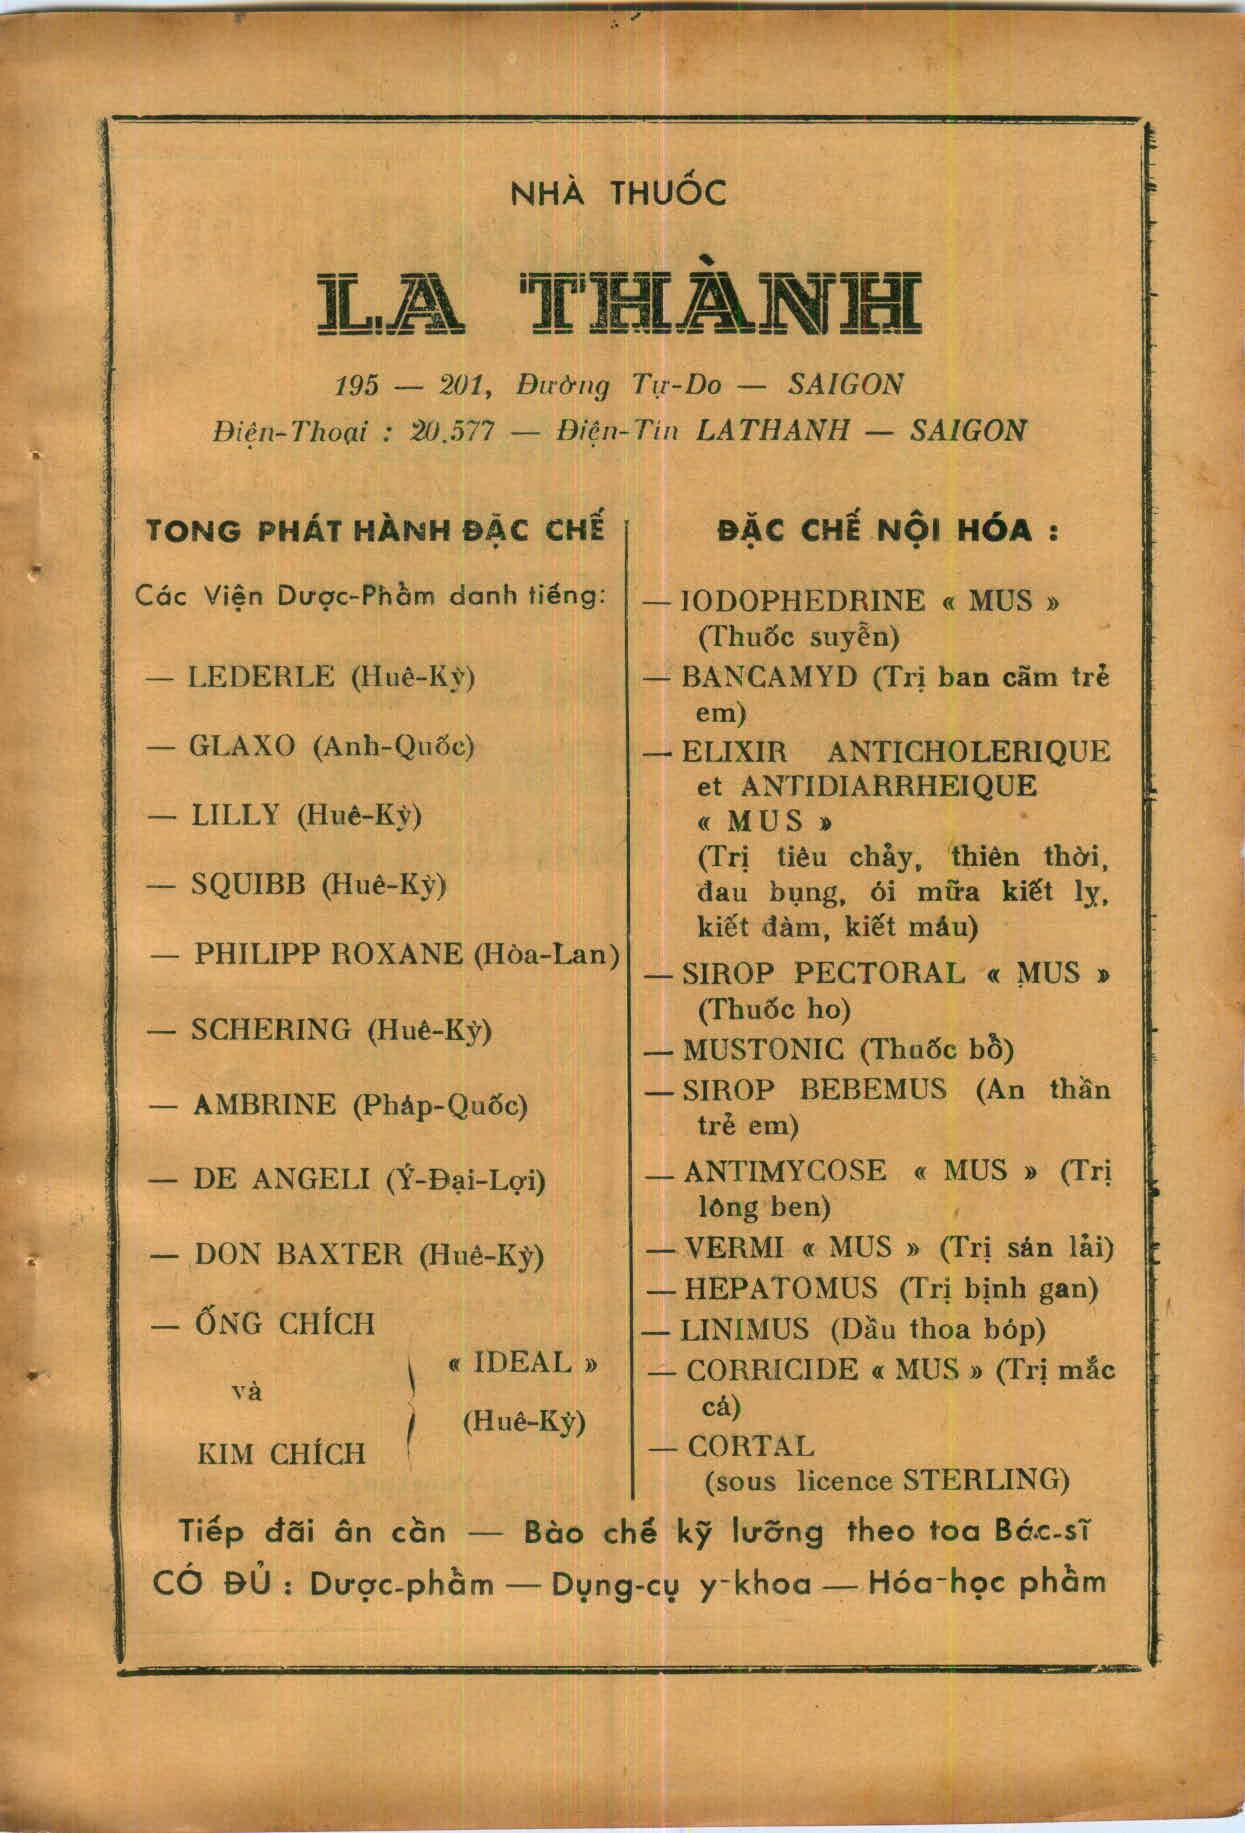 NHÀ THUỐC
LA THÀNH
195 — 201, Đường Tự-Do — SAIGON
Điện-Thoại : 20.577 — Điện-Tín LATHANH — SAIGON
TONG PHÁT HÀNH ĐẶC CHẾ
Các Viện Dược-Phẩm danh tiếng:
— LEDERLE (Huê-Kỳ)
— GLAXO (Anh-Quốc)
— LILLY (Huê-Kỳ)
— SQUIBB (Huê-Kỳ)
— PHILIPP ROXANE (Hòa-Lan)
— SCHERING (Huê-Kỳ)
— AMBRINE (Pháp-Quốc)
— DE ANGELI (Ý-Đại-Lợi)
— DON BAXTER (Huê-Kỳ)
— ỐNG CHÍCH
và
KIM CHÍCH
« IDEAL »
(Huê-Kỳ)
ĐẶC CHẾ NỘI HÓA :
— IODOPHEDRINE « MUS »
(Thuốc suyễn)
— BANCAMYD (Trị ban cãm trẻ
em)
— ELIXIR ANTICHOLERIQUE
et ANTIDIARRHEIQUE
« MUS »
(Trị tiêu chảy, thiên thời,
đau bụng, ói mữa kiết lỵ,
kiết đàm, kiết máu)
— SIROP PECTORAL « MUS »
(Thuốc ho)
— MUSTONIC (Thuốc bổ)
— SIROP BEBEMUS (An thần
trẻ em)
— ANTIMYCOSE « MUS » (Trị
lông ben)
— VERMI « MUS » (Trị sán lải)
— HEPATOMUS (Trị bịnh gan)
— LINIMUS (Dầu thoa bóp)
— CORRICIDE « MUS » (Trị mắc
cá)
— CORTAL
(sous licence STERLING)
Tiếp đãi ân cần — Bào chế kỹ lưỡng theo toa Bác-sĩ
CÓ ĐỦ : Dược-phẩm — Dụng-cụ y-khoa — Hóa-học phẩm